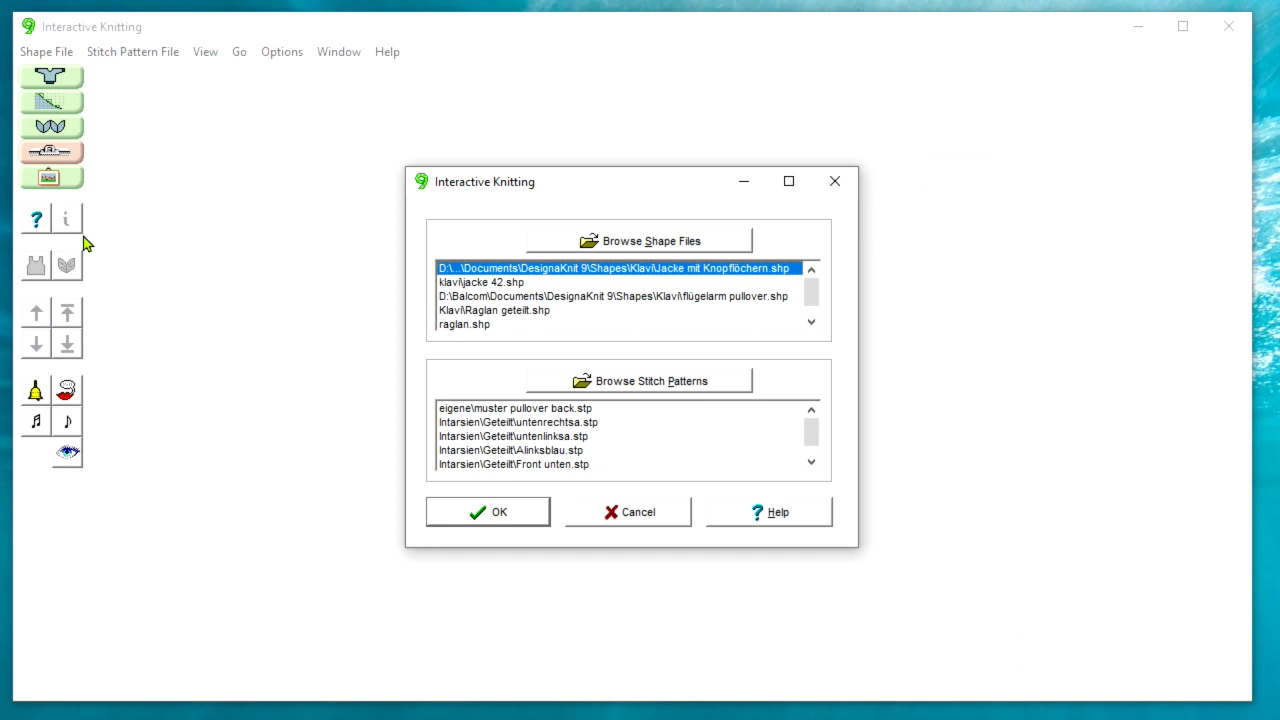 Interactive Knitting
Shape File Stitch Pattern File View Go Options Window Help
Interactive Knitting
Browse Shape Files
D:\...\Documents\DesignaKnit 9\Shapes\Klavi\Jacke mit Knopflöchern.shp
klavi\jacke 42.shp
D:\Balcom\Documents\DesignaKnit 9\Shapes\Klavi\flügelarm pullover.shp
Klavi\Raglan geteilt.shp
raglan.shp
Browse Stitch Patterns
eigene\muster pullover back.stp
Intarsien\Geteilt\untenrechtsa.stp
Intarsien\Geteilt\untenlinksa.stp
Intarsien\Geteilt\Alinksblau.stp
Intarsien\Geteilt\Front unten.stp
OK Cancel Help